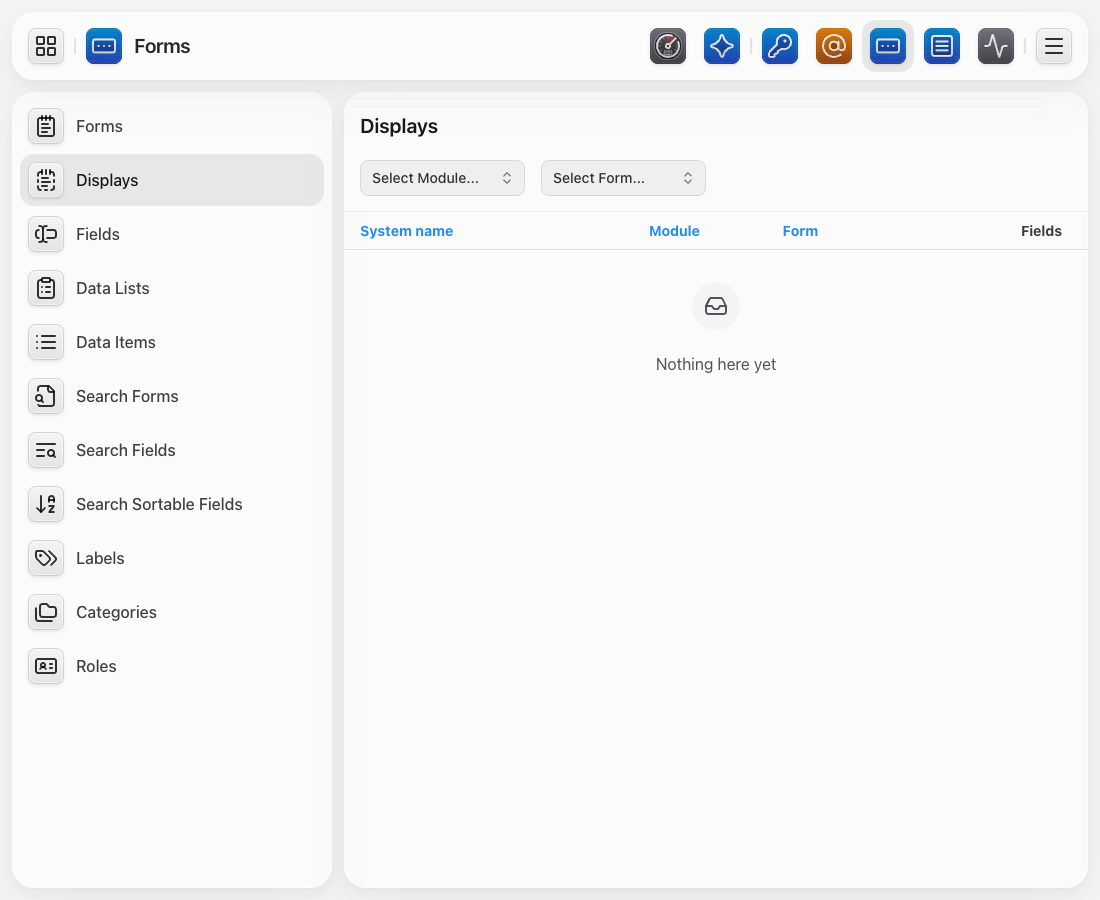 Forms
Forms
Displays
Fields
Data Lists
Data Items
Search Forms
Search Fields
Search Sortable Fields
Labels
Categories
Roles
Displays
Select Module... Select Form...
System name Module Form Fields
Nothing here yet